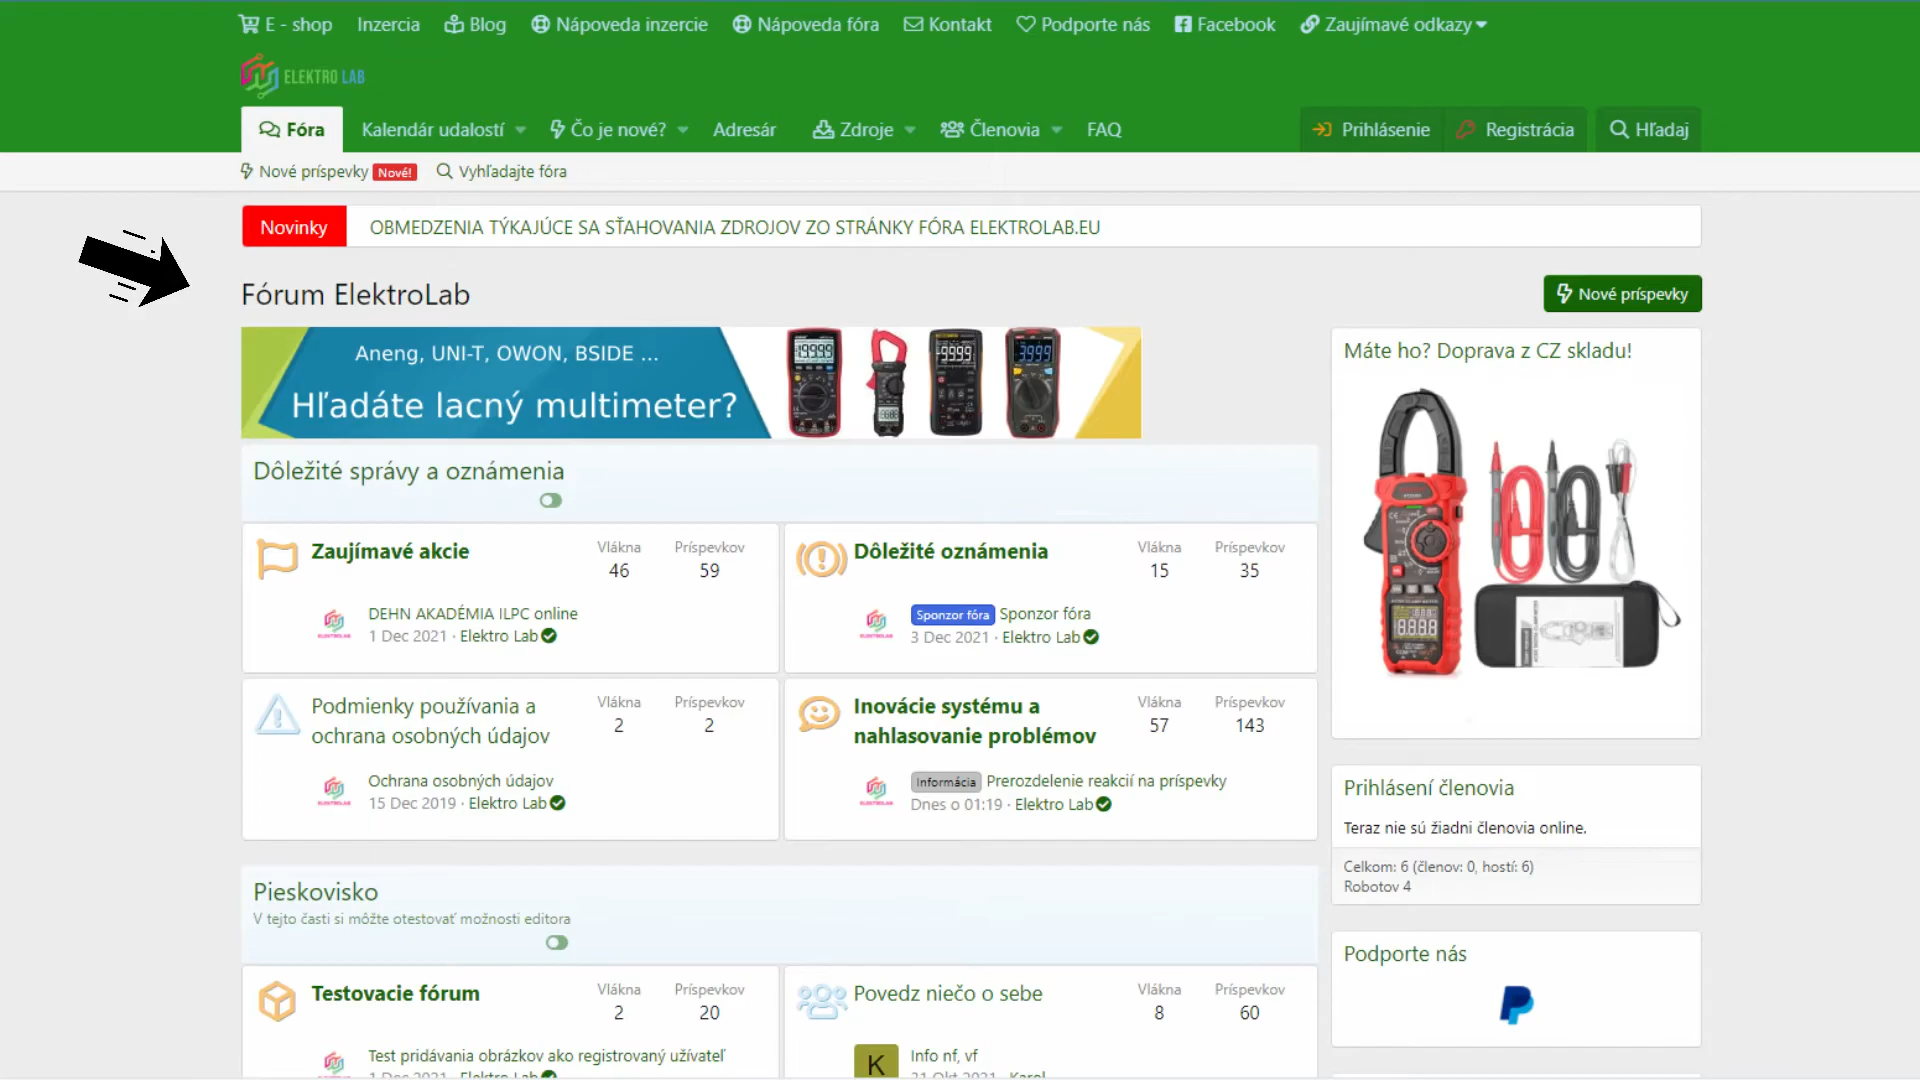 E - shop Inzercia Blog Nápoveda inzercie Nápoveda fóra Kontakt Podporte nás Facebook Zaujímavé odkazy
ELEKTRO LAB
Fóra Kalendár udalostí Čo je nové? Adresár Zdroje Členovia FAQ Prihlásenie Registrácia Hľadaj
Nové príspevky Nové! Vyhľadajte fóra
Novinky OBMEDZENIA TÝKAJÚCE SA SŤAHOVANIA ZDROJOV ZO STRÁNKY FÓRA ELEKTROLAB.EU
Fórum ElektroLab
Nové príspevky
Aneng, UNI-T, OWON, BSIDE ...
Hľadáte lacný multimeter?
Dôležité správy a oznámenia
Zaujímavé akcie
Vlákna Príspevkov
46 59
DEHN AKADÉMIA ILPC online
1 Dec 2021 · Elektro Lab
Dôležité oznámenia
Vlákna Príspevkov
15 35
Sponzor fóra Sponzor fóra
3 Dec 2021 · Elektro Lab
Podmienky používania a
ochrana osobných údajov
Vlákna Príspevkov
2 2
Ochrana osobných údajov
15 Dec 2019 · Elektro Lab
Inovácie systému a
nahlasovanie problémov
Vlákna Príspevkov
57 143
Informácia Prerozdelenie reakcií na príspevky
Dnes o 01:19 · Elektro Lab
Pieskovisko
V tejto časti si môžte otestovať možnosti editora
Testovacie fórum
Vlákna Príspevkov
2 20
Test pridávania obrázkov ako registrovaný užívateľ
1 Dec 2021 · Elektro Lab
Povedz niečo o sebe
Vlákna Príspevkov
8 60
K
Info nf, vf
21 Okt 2021 · Karol
Máte ho? Doprava z CZ skladu!
Prihlásení členovia
Teraz nie sú žiadni členovia online.
Celkom: 6 (členov: 0, hostí: 6)
Robotov 4
Podporte nás